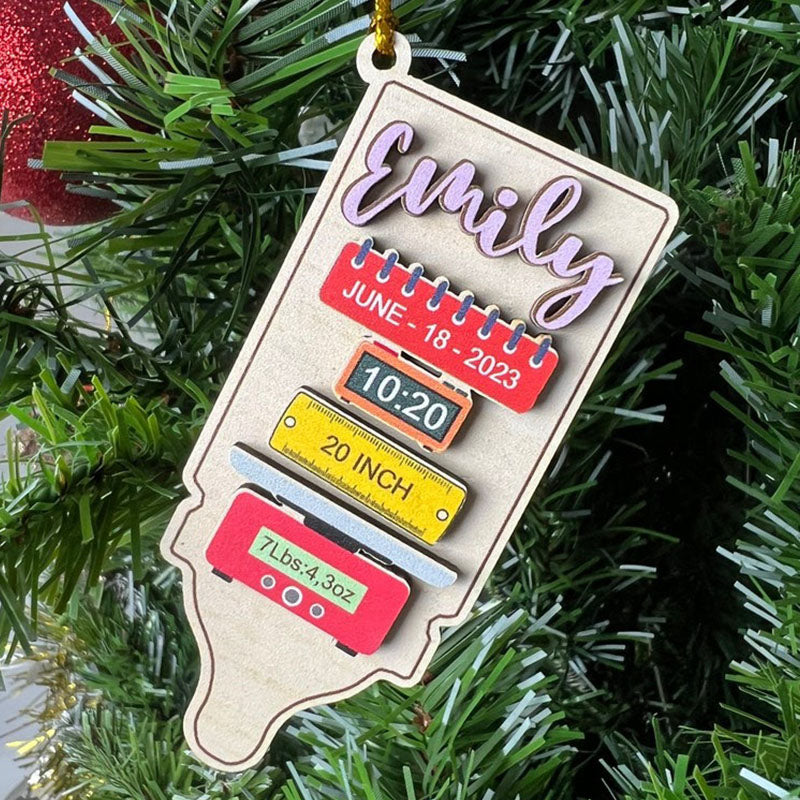 Emily
JUNE - 18 - 2023
10:20
20 INCH
7Lbs:4,3oz